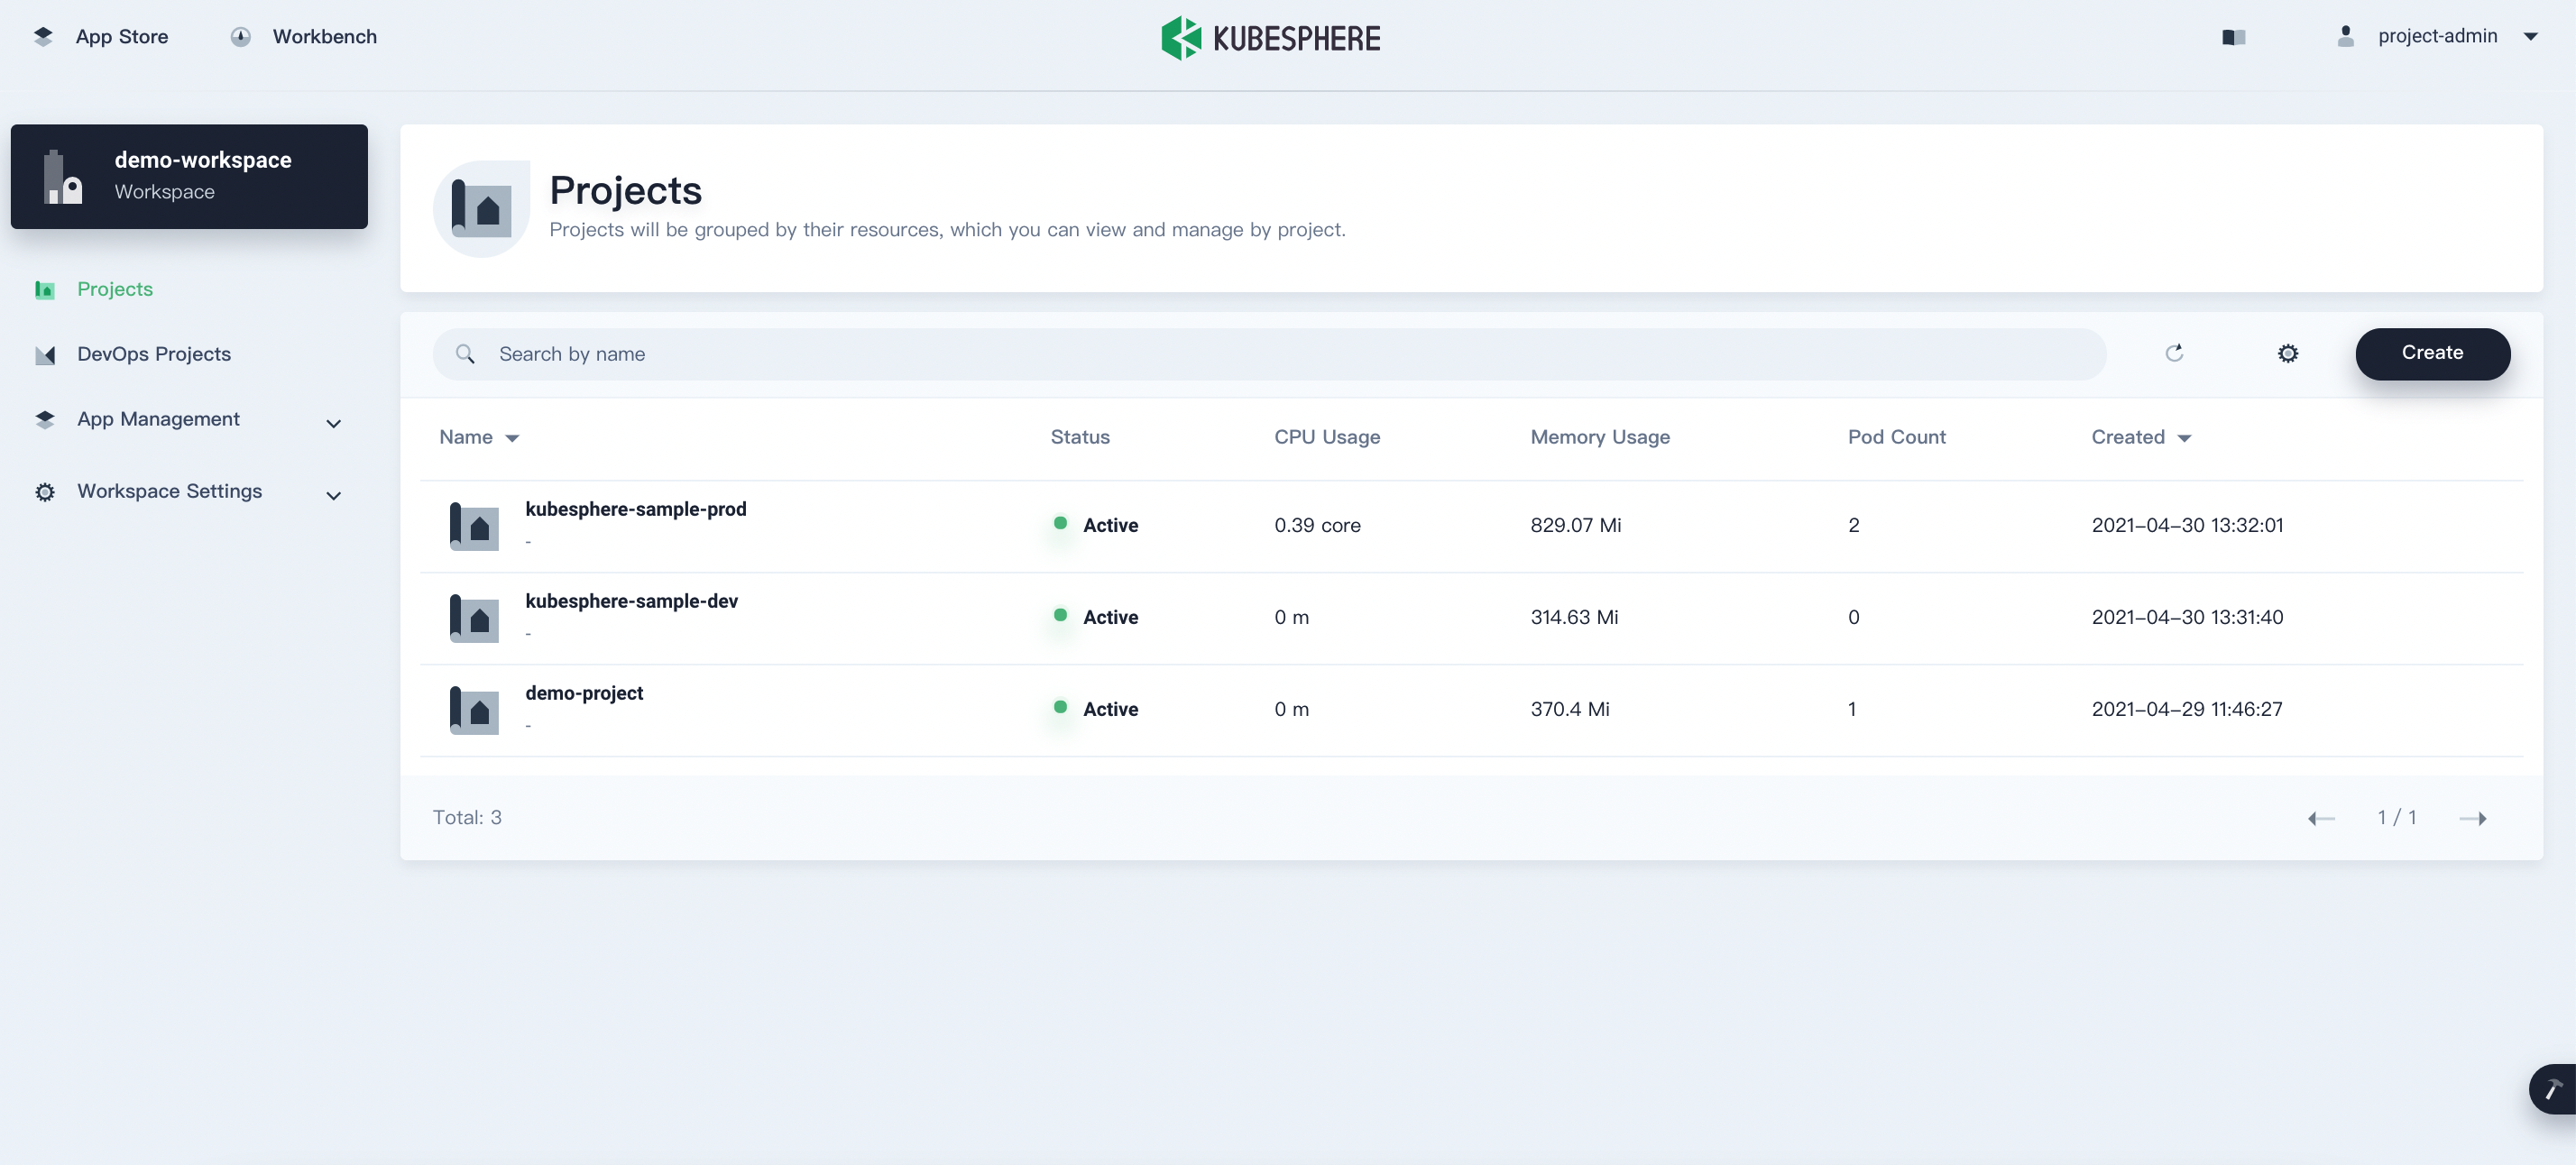 App Store
Workbench
KUBESPHERE
project-admin
demo-workspace
Workspace
Projects
DevOps Projects
App Management
Workspace Settings
Projects
Projects will be grouped by their resources, which you can view and manage by project.
Search by name
Create
Name Status CPU Usage Memory Usage Pod Count Created
kubesphere-sample-prod
-
Active 0.39 core 829.07 Mi 2 2021–04–30 13:32:01
kubesphere-sample-dev
-
Active 0 m 314.63 Mi 0 2021–04–30 13:31:40
demo-project
-
Active 0 m 370.4 Mi 1 2021–04–29 11:46:27
Total: 3
1 / 1